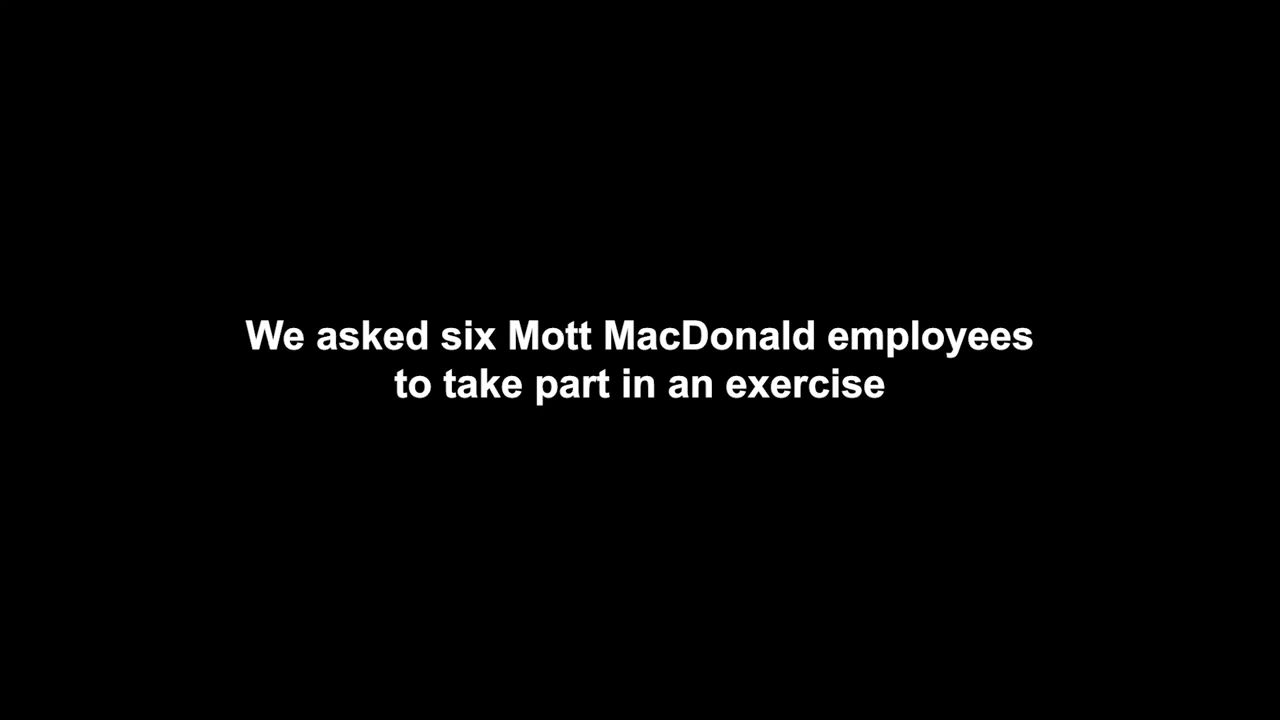 We asked six Mott MacDonald employees
to take part in an exercise